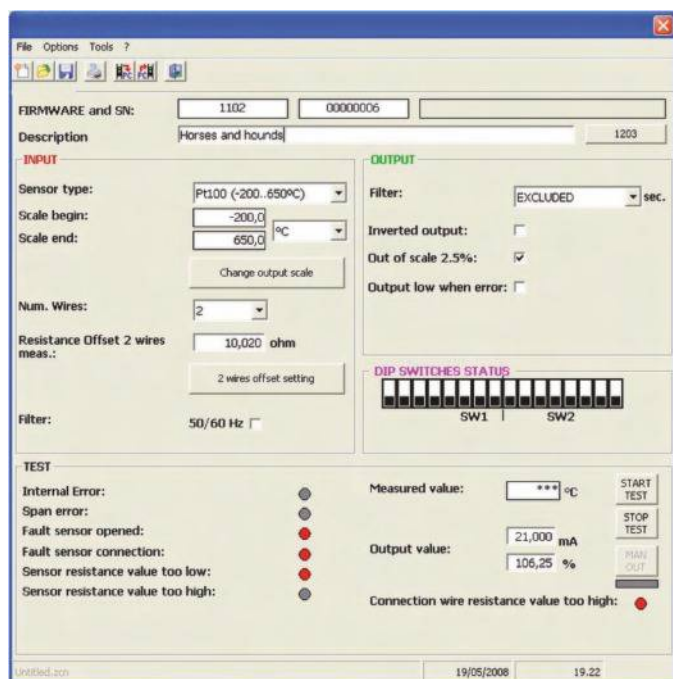 File Options Tools ?
FIRMWARE and SN: 1102 00000006
Description Horses and hounds 1203
INPUT
Sensor type: Pt100 (-200..650ºC)
Scale begin: -200,0
Scale end: 650,0 ºC
Change output scale
Num. Wires: 2
Resistance Offset 2 wires meas.: 10,020 ohm
2 wires offset setting
Filter: 50/60 Hz
OUTPUT
Filter: EXCLUDED sec.
Inverted output:
Out of scale 2.5%:
Output low when error:
DIP SWITCHES STATUS
SW1 SW2
TEST
Internal Error:
Span error:
Fault sensor opened:
Fault sensor connection:
Sensor resistance value too low:
Sensor resistance value too high:
Measured value: *** ºC
Output value: 21,000 mA
106,25 %
START TEST
STOP TEST
MAN OUT
Connection wire resistance value too high:
Untitled.zcn 19/05/2008 19.22